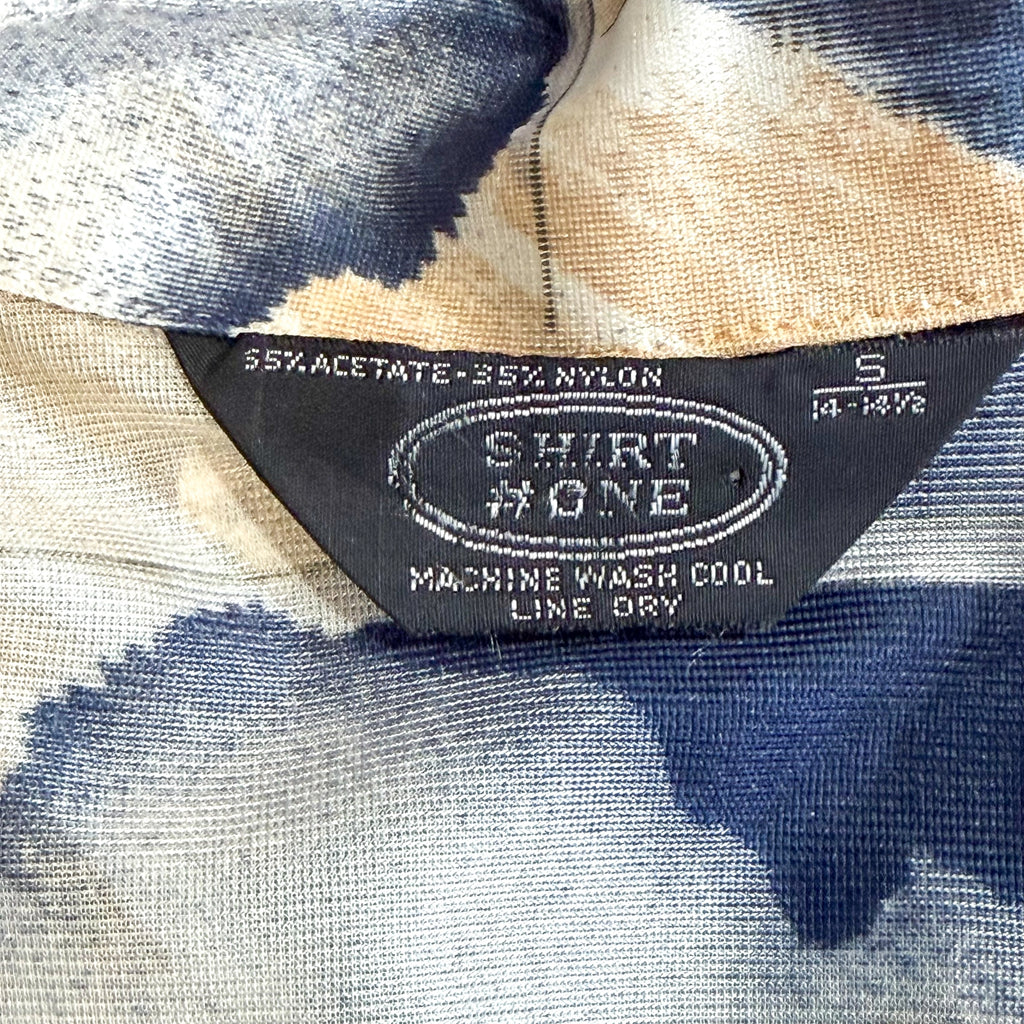 65% ACETATE-35% NYLON
S
14-14½
SHIRT
#ONE
MACHINE WASH COOL
LINE DRY